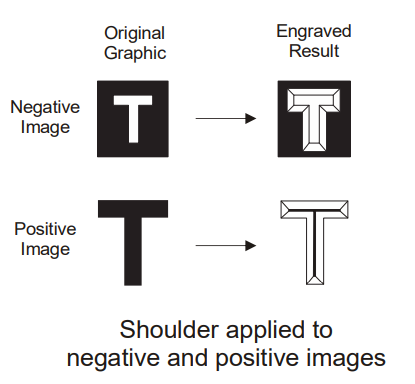 Original
Graphic
Engraved
Result
Negative
Image
T
T
Positive
Image
T
T
Shoulder applied to
negative and positive images